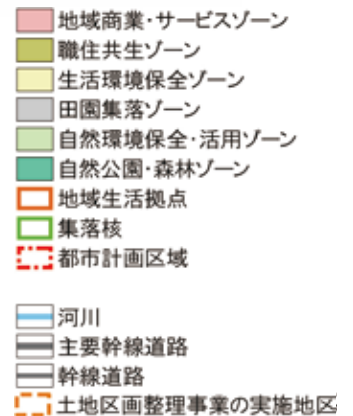 地域商業・サービスゾーン
職住共生ゾーン
生活環境保全ゾーン
田園集落ゾーン
自然環境保全・活用ゾーン
自然公園・森林ゾーン
地域生活拠点
集落核
都市計画区域
河川
主要幹線道路
幹線道路
土地区画整理事業の実施地区